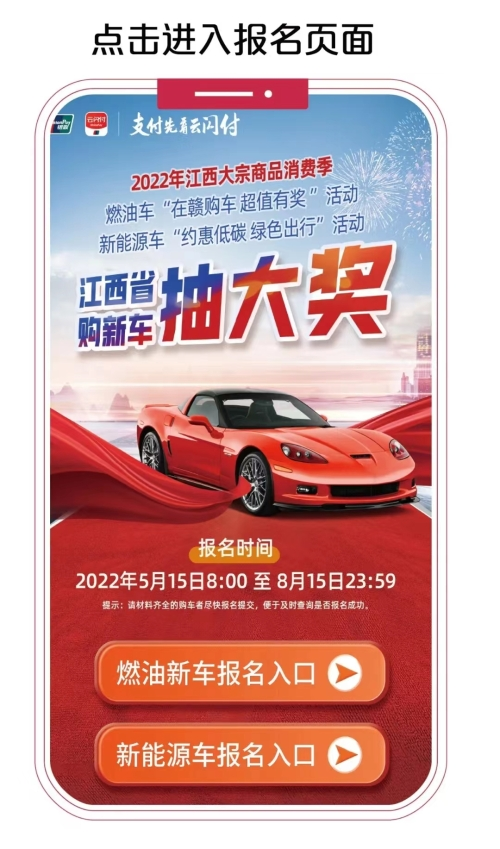 点击进入报名页面
云闪付
支付先看云闪付
2022年江西大宗商品消费季
燃油车“在赣购车 超值有奖 ”活动
新能源车“约惠低碳 绿色出行”活动
江西省
购新车
抽大奖
报名时间
2022年5月15日8:00 至 8月15日23:59
提示：请材料齐全的购车者尽快报名提交，便于及时查询是否报名成功。
燃油新车报名入口
新能源车报名入口